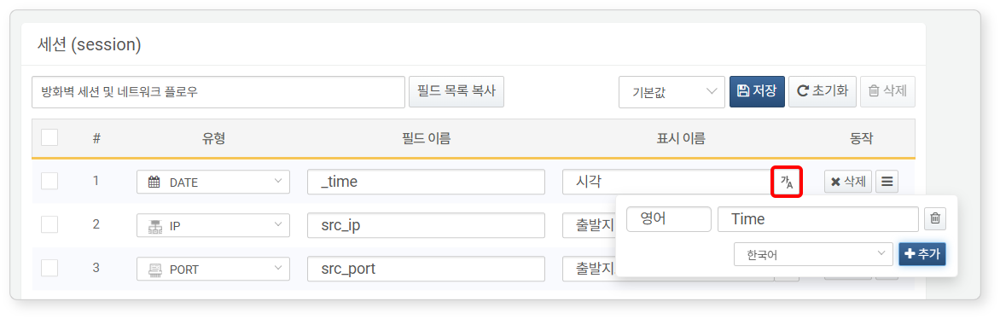 세션 (session)
방화벽 세션 및 네트워크 플로우 필드 목록 복사 기본값 저장 초기화 삭제
# 유형 필드 이름 표시 이름 동작
1 DATE _time 시각 가A 삭제
영어 Time
2 IP src_ip 출발지
한국어 추가
3 PORT src_port 출발지